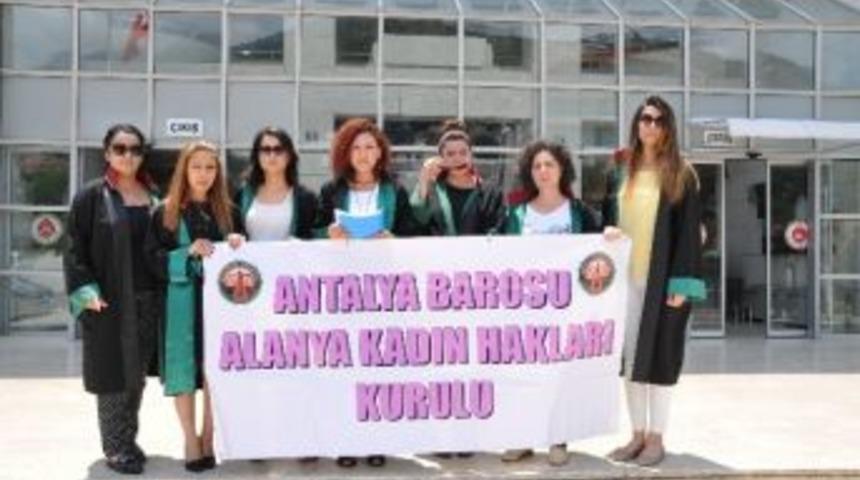 ÇIKIŞ
ANTALYA BAROSU
ALANYA KADIN HAKLARI
KURULU